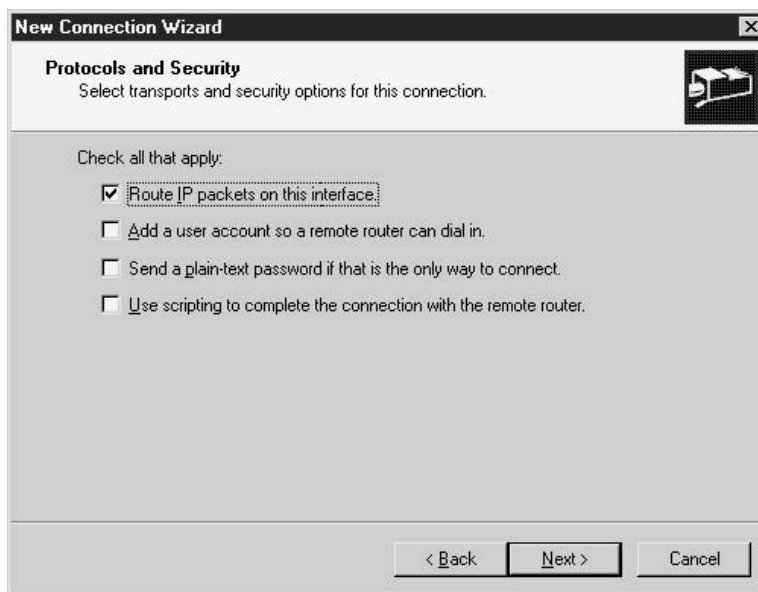 New Connection Wizard
Protocols and Security
Select transports and security options for this connection.
Check all that apply:
Route IP packets on this interface.
Add a user account so a remote router can dial in.
Send a plain-text password if that is the only way to connect.
Use scripting to complete the connection with the remote router.
< Back Next > Cancel